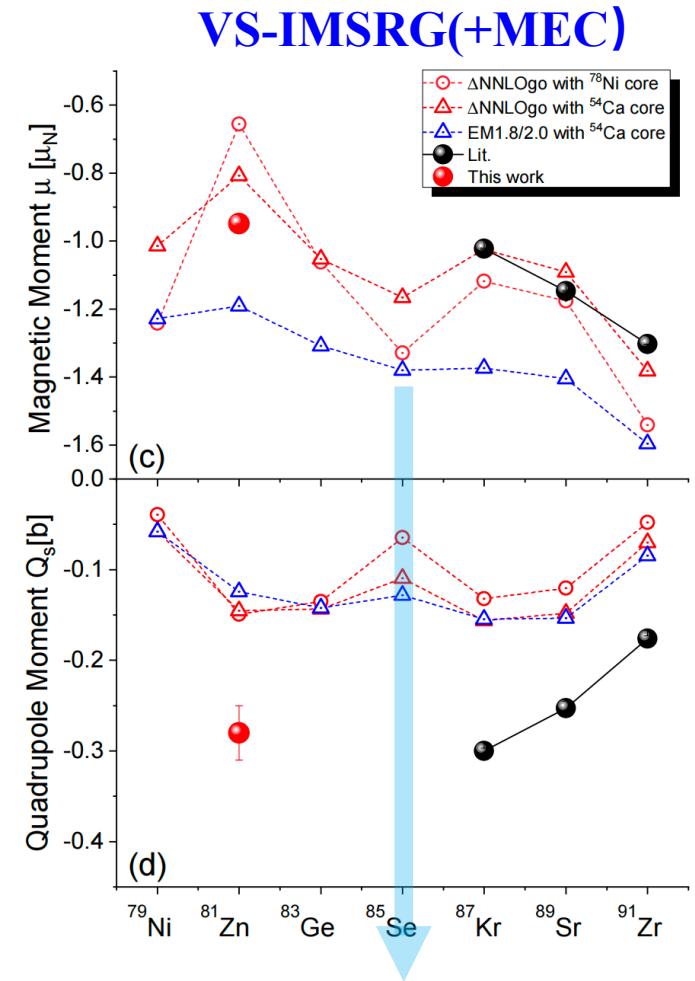 VS-IMSRG(+MEC)
ΔNNLOgo with ⁷⁸Ni core
ΔNNLOgo with ⁵⁴Ca core
EM1.8/2.0 with ⁵⁴Ca core
Lit.
This work
Magnetic Moment μ [μN]
-0.6
-0.8
-1.0
-1.2
-1.4
-1.6
(c)
Quadrupole Moment Qs[b]
0.0
-0.1
-0.2
-0.3
-0.4
(d)
⁷⁹Ni ⁸¹Zn ⁸³Ge ⁸⁵Se ⁸⁷Kr ⁸⁹Sr ⁹¹Zr